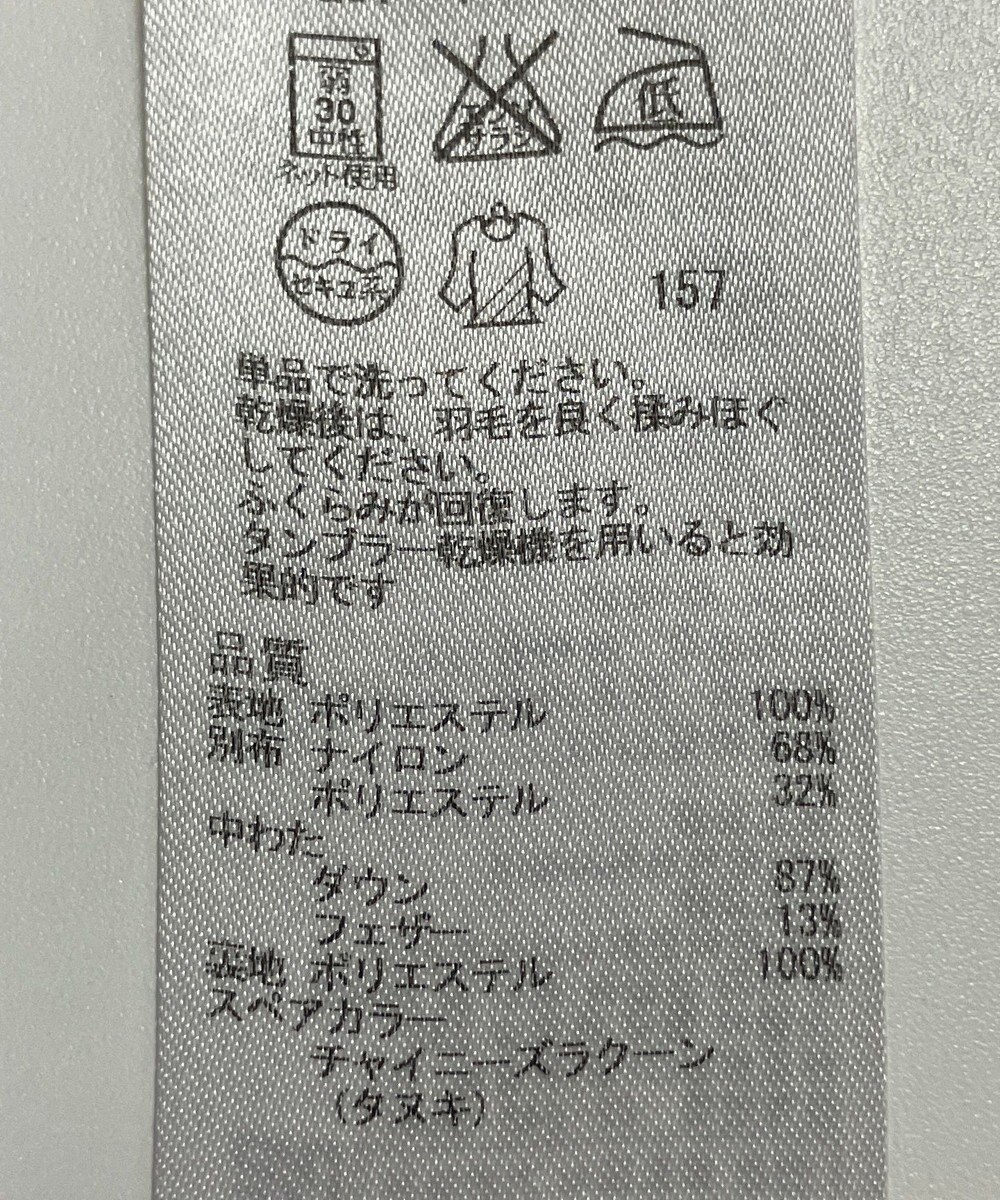 弱
30
中性
ネット使用
エンソ
サラシ
低
ドライ
セキユ系
157
単品で洗ってください。
乾燥後は、羽毛を良く揉みほぐ
してください。
ふくらみが回復します。
タンブラー乾燥機を用いると効
果的です
品質
表地 ポリエステル 100%
別布 ナイロン 68%
ポリエステル 32%
中わた
ダウン 87%
フェザー 13%
裏地 ポリエステル 100%
スペアカラー
チャイニーズラクーン
(タヌキ)